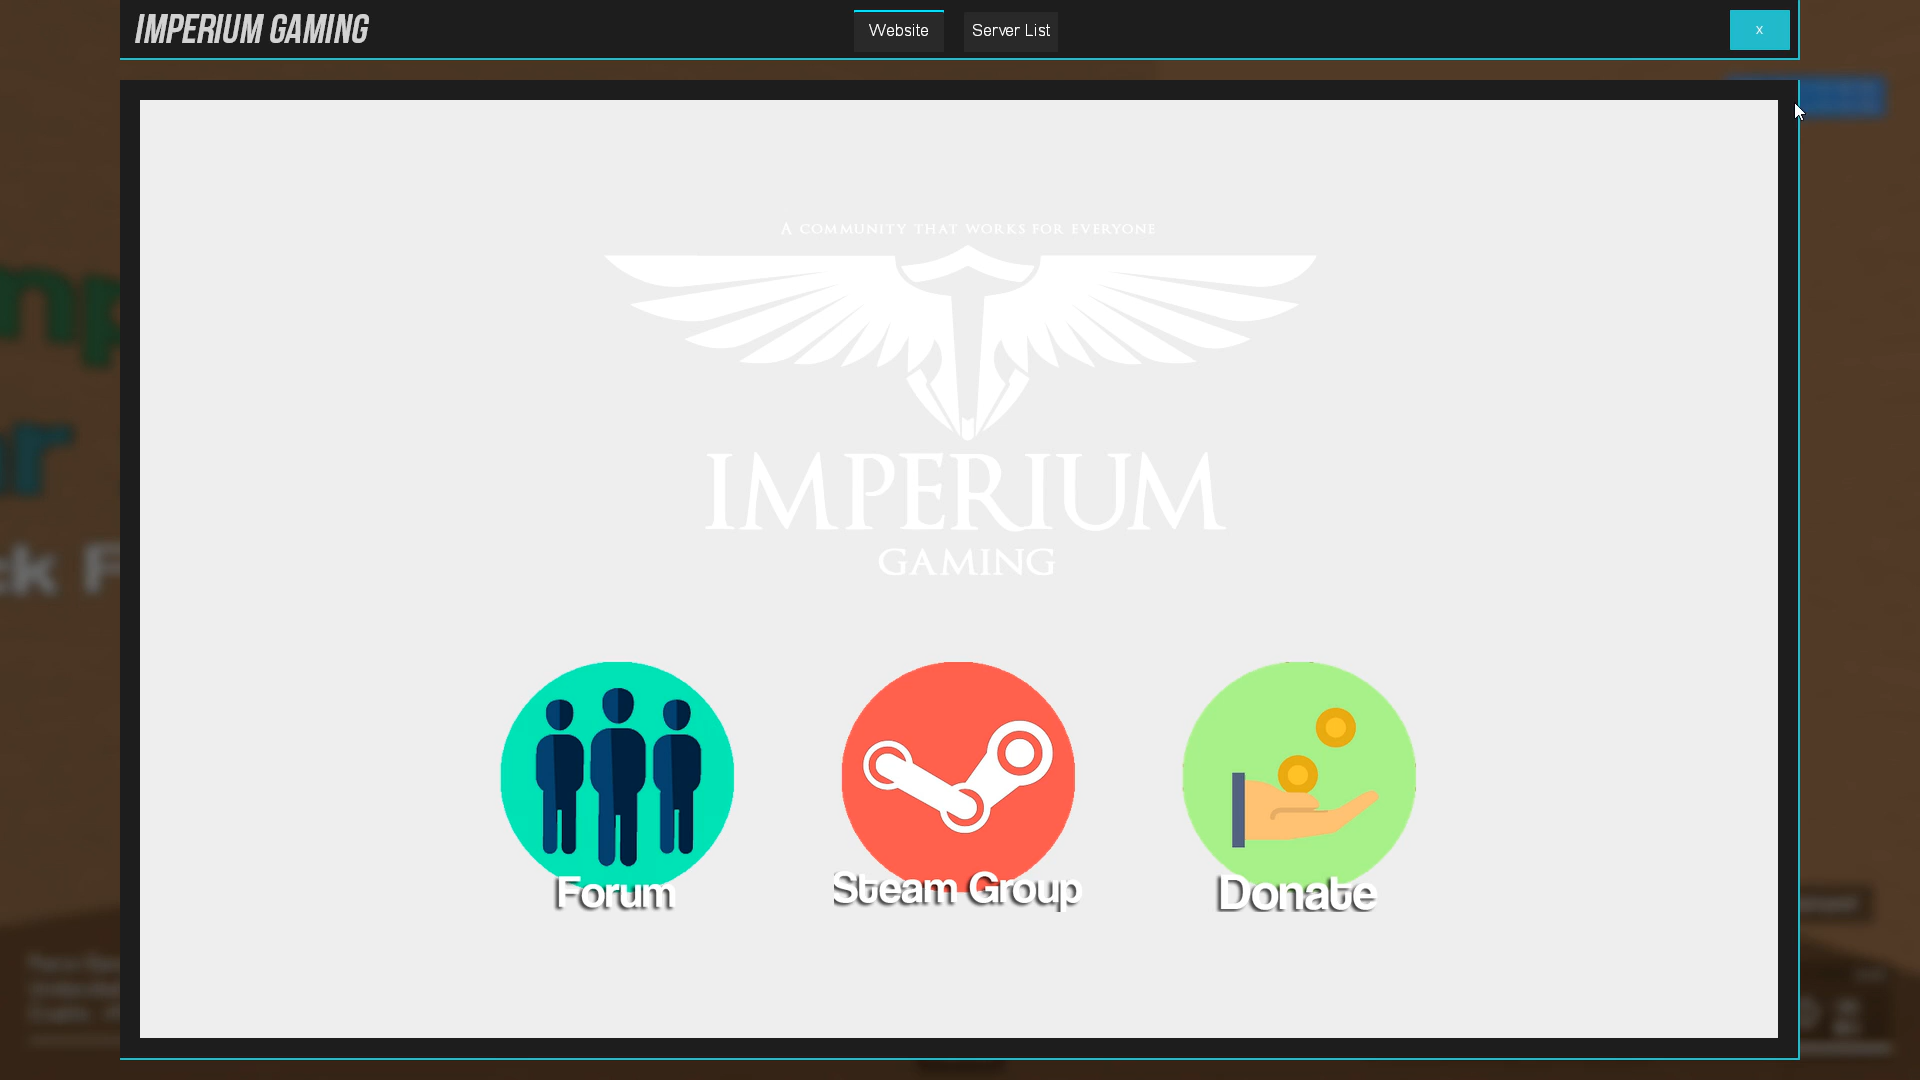 IMPERIUM GAMING
Website
Server List
x
A COMMUNITY THAT WORKS FOR EVERYONE
IMPERIUM
GAMING
Forum
Steam Group
Donate